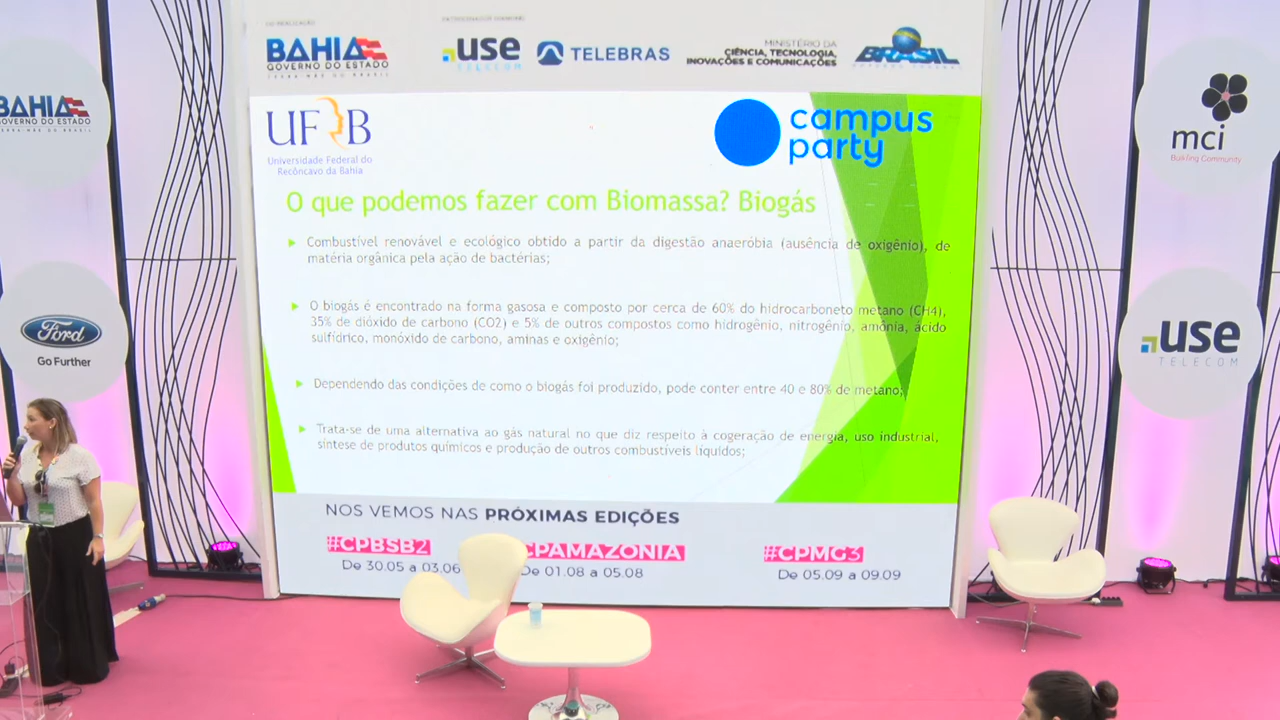 BAHIA
GOVERNO DO ESTADO
TERRA MÃE DO BRASIL
use
TELECOM
TELEBRAS
MINISTÉRIO DA
CIÊNCIA, TECNOLOGIA,
INOVAÇÕES E COMUNICAÇÕES
BRASIL
BAHIA
GOVERNO DO ESTADO
UFRB
Universidade Federal do
Recôncavo da Bahia
campus
party
mci
Building Community
O que podemos fazer com Biomassa? Biogás
Combustível renovável e ecológico obtido a partir da digestão anaeróbia (ausência de oxigênio), de
matéria orgânica pela ação de bactérias;
O biogás é encontrado na forma gasosa e composto por cerca de 60% do hidrocarboneto metano (CH4),
35% de dióxido de carbono (CO2) e 5% de outros compostos como hidrogênio, nitrogênio, amônia, ácido
sulfídrico, monóxido de carbono, aminas e oxigênio;
Dependendo das condições de como o biogás foi produzido, pode conter entre 40 e 80% de metano;
Trata-se de uma alternativa ao gás natural no que diz respeito à cogeração de energia, uso industrial,
síntese de produtos químicos e produção de outros combustíveis líquidos;
Ford
Go Further
use
TELECOM
NOS VEMOS NAS PRÓXIMAS EDIÇÕES
#CPBSB2
CPAMAZONIA
#CPMG3
De 30.05 a 03.06
De 01.08 a 05.08
De 05.09 a 09.09